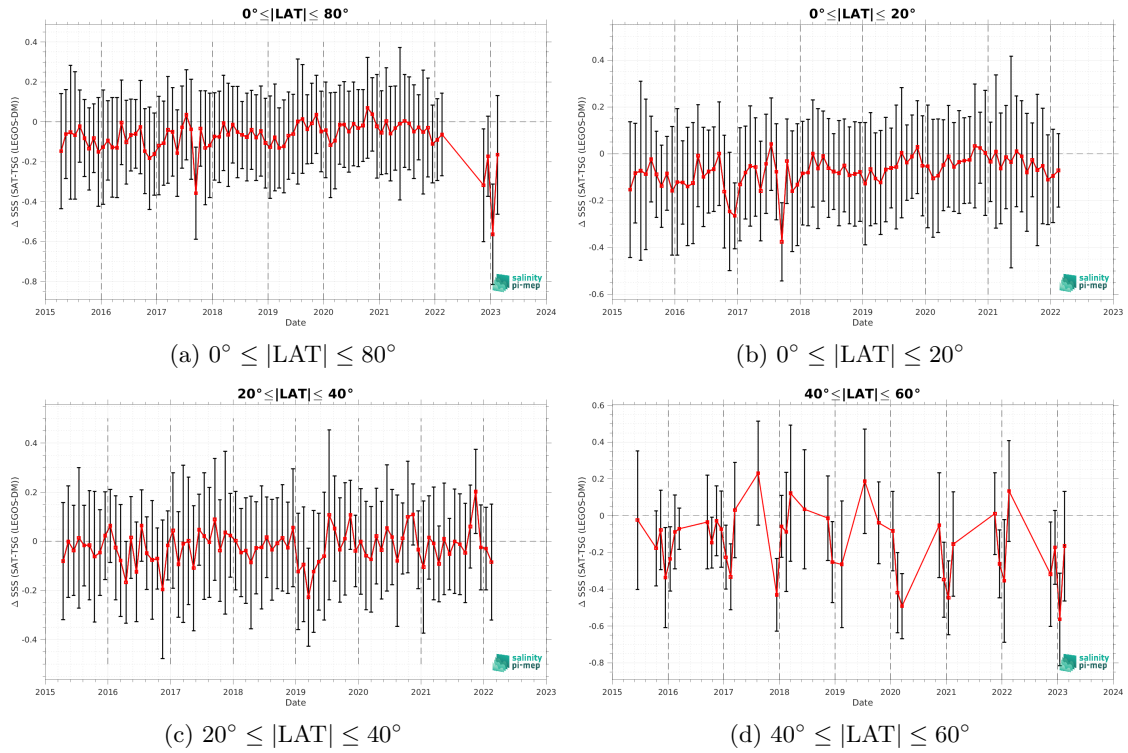 0°≤|LAT|≤ 80°
Δ SSS (SAT-TSG (LEGOS-DM))
0.4
0.2
0
-0.2
-0.4
-0.6
-0.8
2015 2016 2017 2018 2019 2020 2021 2022 2023 2024
Date
salinity
pi-mep
(a) 0° ≤ |LAT| ≤ 80°
0°≤|LAT|≤ 20°
Δ SSS (SAT-TSG (LEGOS-DM))
0.4
0.2
0
-0.2
-0.4
-0.6
2015 2016 2017 2018 2019 2020 2021 2022 2023
Date
salinity
pi-mep
(b) 0° ≤ |LAT| ≤ 20°
20°≤|LAT|≤ 40°
Δ SSS (SAT-TSG (LEGOS-DM))
0.4
0.2
0
-0.2
-0.4
2015 2016 2017 2018 2019 2020 2021 2022 2023
Date
salinity
pi-mep
(c) 20° ≤ |LAT| ≤ 40°
40°≤|LAT|≤ 60°
Δ SSS (SAT-TSG (LEGOS-DM))
0.6
0.4
0.2
0
-0.2
-0.4
-0.6
-0.8
2015 2016 2017 2018 2019 2020 2021 2022 2023 2024
Date
salinity
pi-mep
(d) 40° ≤ |LAT| ≤ 60°